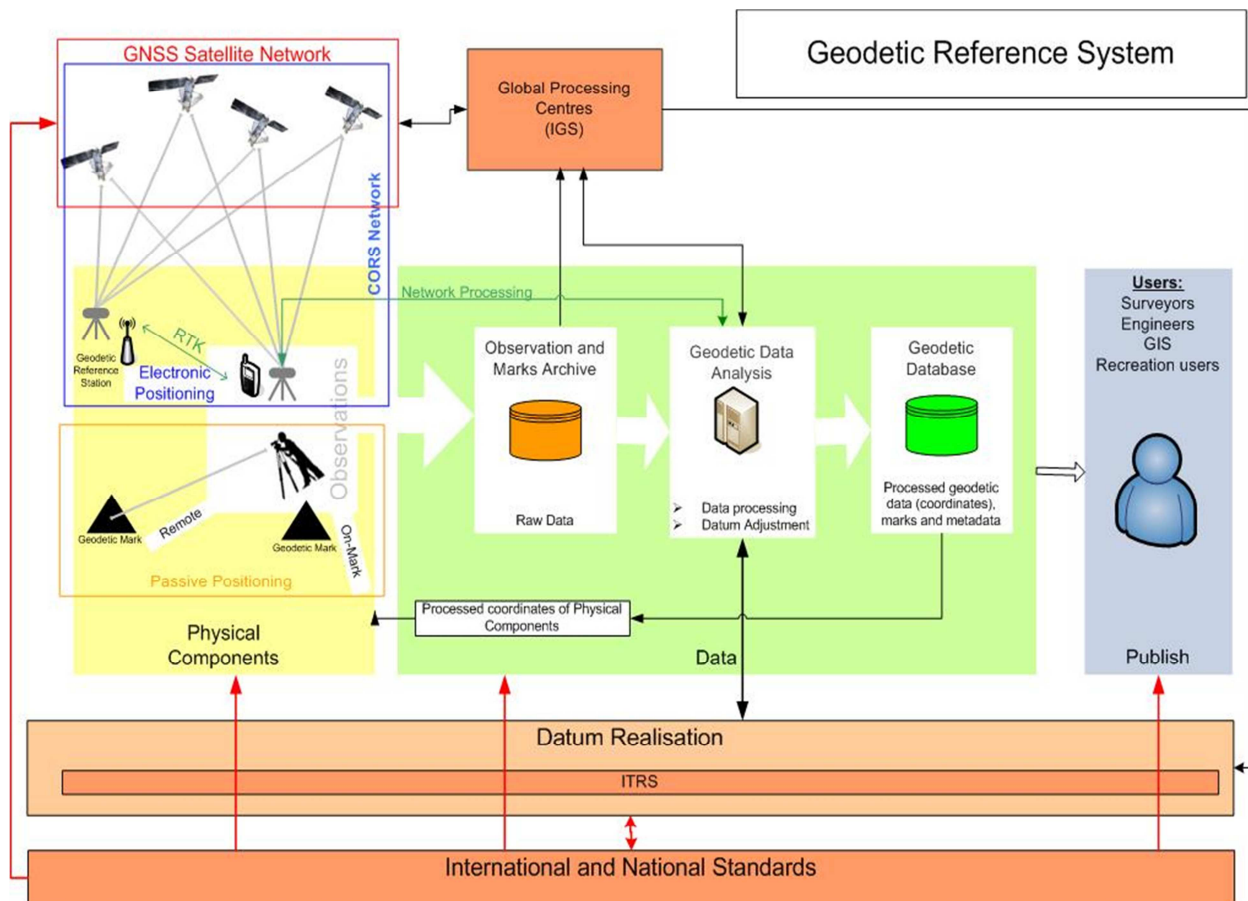 Geodetic Reference System
GNSS Satellite Network
Global Processing
Centres
(IGS)
CORS Network
Network Processing
Geodetic
Reference
Station
RTK
Electronic
Positioning
Observations
Geodetic Mark
Remote
Geodetic Mark
On-Mark
Passive Positioning
Physical
Components
Observation and
Marks Archive
Raw Data
Geodetic Data
Analysis
➢ Data processing
➢ Datum Adjustment
Geodetic
Database
Processed geodetic
data (coordinates),
marks and metadata
Processed coordinates of Physical
Components
Data
Users:
Surveyors
Engineers
GIS
Recreation users
Publish
Datum Realisation
ITRS
International and National Standards